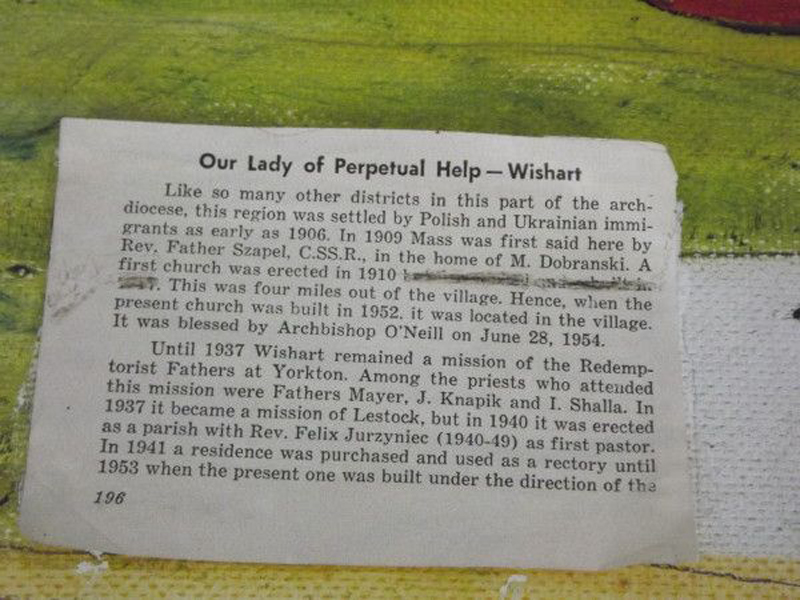 Our Lady of Perpetual Help — Wishart
Like so many other districts in this part of the arch-
diocese, this region was settled by Polish and Ukrainian immi-
grants as early as 1906. In 1909 Mass was first said here by
Rev. Father Szapel, C.SS.R., in the home of M. Dobranski. A
first church was erected in 1910
This was four miles out of the village. Hence, when the
present church was built in 1952, it was located in the village.
It was blessed by Archbishop O'Neill on June 28, 1954.
Until 1937 Wishart remained a mission of the Redemp-
torist Fathers at Yorkton. Among the priests who attended
this mission were Fathers Mayer, J. Knapik and I. Shalla. In
1937 it became a mission of Lestock, but in 1940 it was erected
as a parish with Rev. Felix Jurzyniec (1940-49) as first pastor.
In 1941 a residence was purchased and used as a rectory until
1953 when the present one was built under the direction of the
196